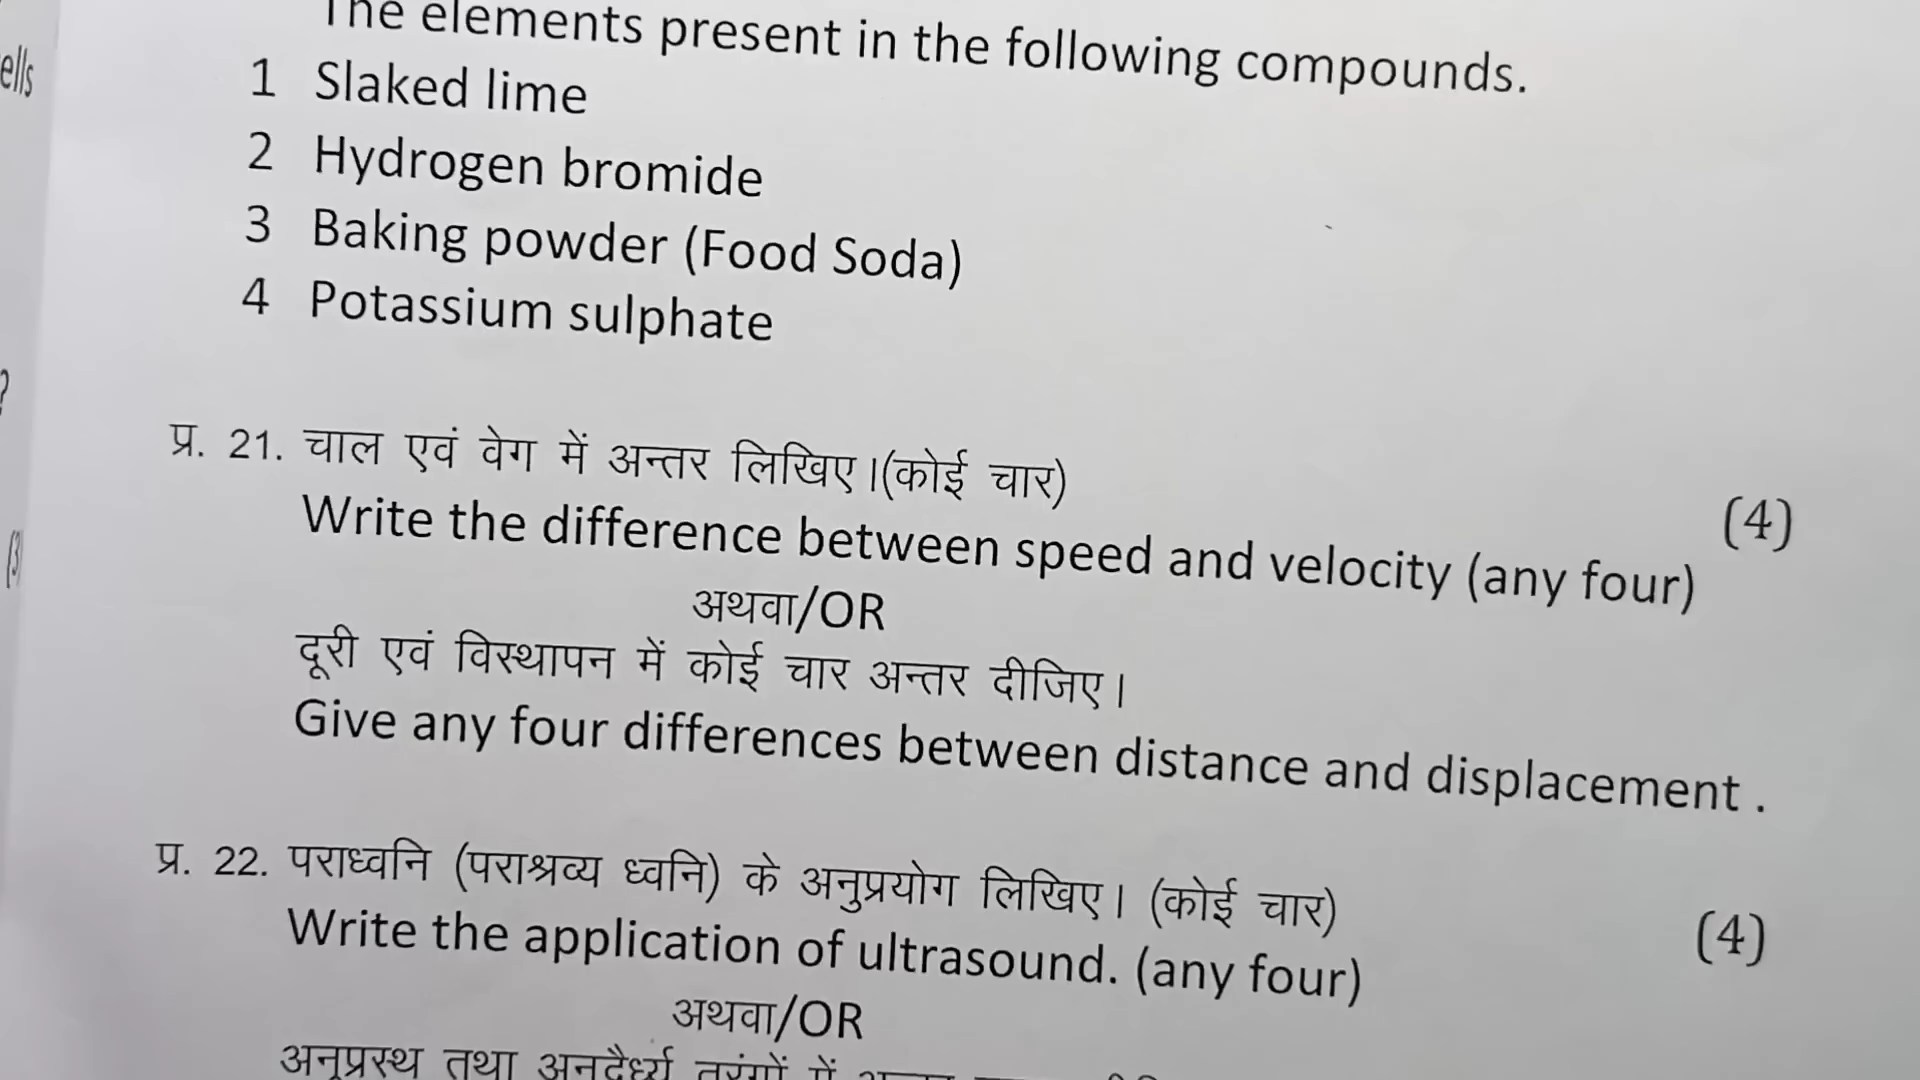 The elements present in the following compounds.
1 Slaked lime
2 Hydrogen bromide
3 Baking powder (Food Soda)
4 Potassium sulphate
ells
?
(3)
प्र. 21. चाल एवं वेग में अन्तर लिखिए।(कोई चार)
(4)
Write the difference between speed and velocity (any four)
अथवा/OR
दूरी एवं विस्थापन में कोई चार अन्तर दीजिए।
Give any four differences between distance and displacement .
प्र. 22. पराध्वनि (पराश्रव्य ध्वनि) के अनुप्रयोग लिखिए। (कोई चार)
(4)
Write the application of ultrasound. (any four)
अथवा/OR
अनुप्रस्थ तथा अनुदैर्ध्य तरंगों में